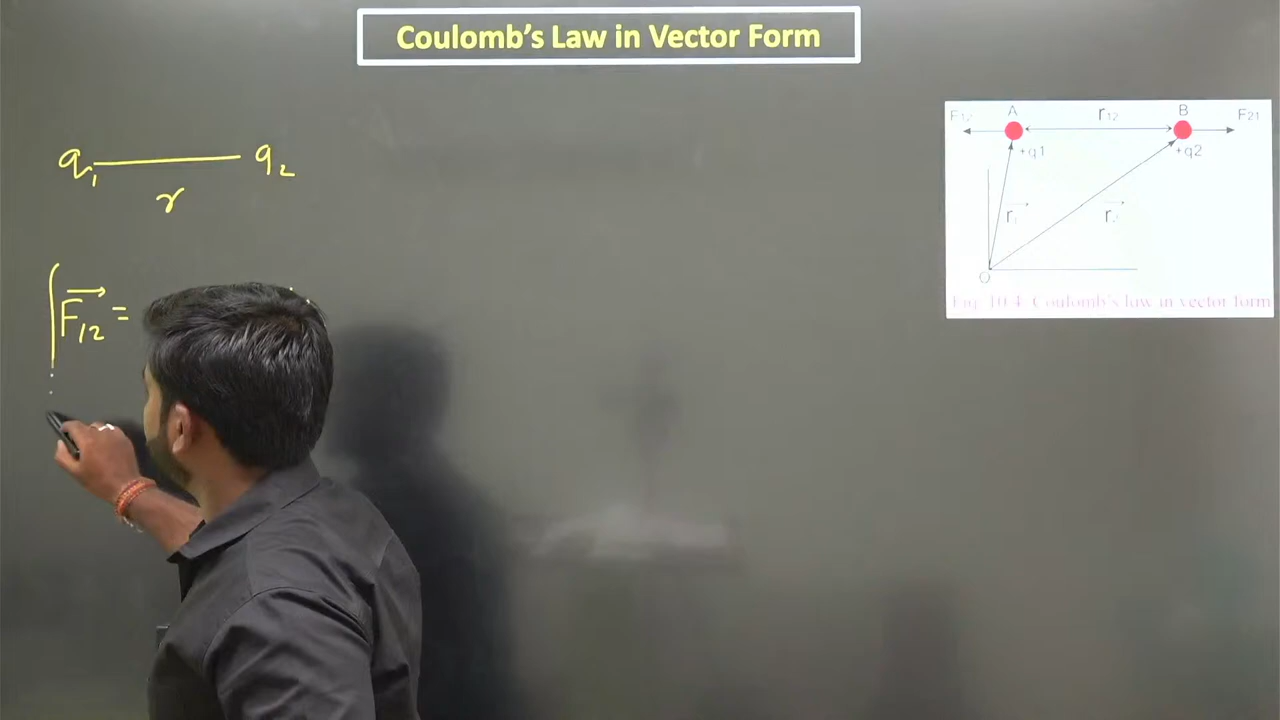 Coulomb's Law in Vector Form
q₁ q₂
r
F₁₂ =
F12 A r12 B F21
+q1 +q2
r₁
O
Fig. 10.4 Coulomb's law in vector form